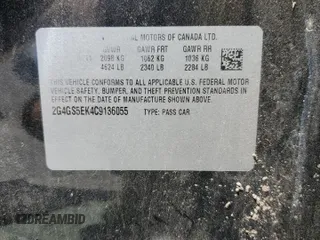 GENERAL MOTORS OF CANADA LTD.
GVWR GAWR FRT GAWR RR
2098 KG 1062 KG 1036 KG
4624 LB 2340 LB 2284 LB
THIS VEHICLE CONFORMS TO ALL APPLICABLE U.S. FEDERAL MOTOR
VEHICLE SAFETY, BUMPER, AND THEFT PREVENTION STANDARDS
IN EFFECT ON THE DATE OF MANUFACTURE SHOWN ABOVE.
2G4GS5EK4C9136055 TYPE: PASS CAR
DREAMBID